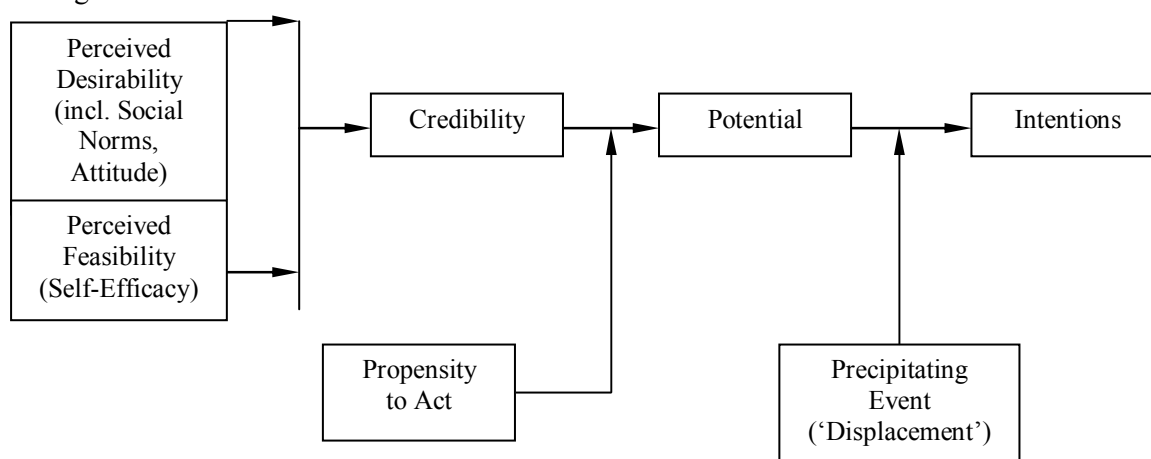 Perceived
Desirability
(incl. Social
Norms,
Attitude)
Perceived
Feasibility
(Self-Efficacy)
Credibility
Potential
Intentions
Propensity
to Act
Precipitating
Event
(‘Displacement’)